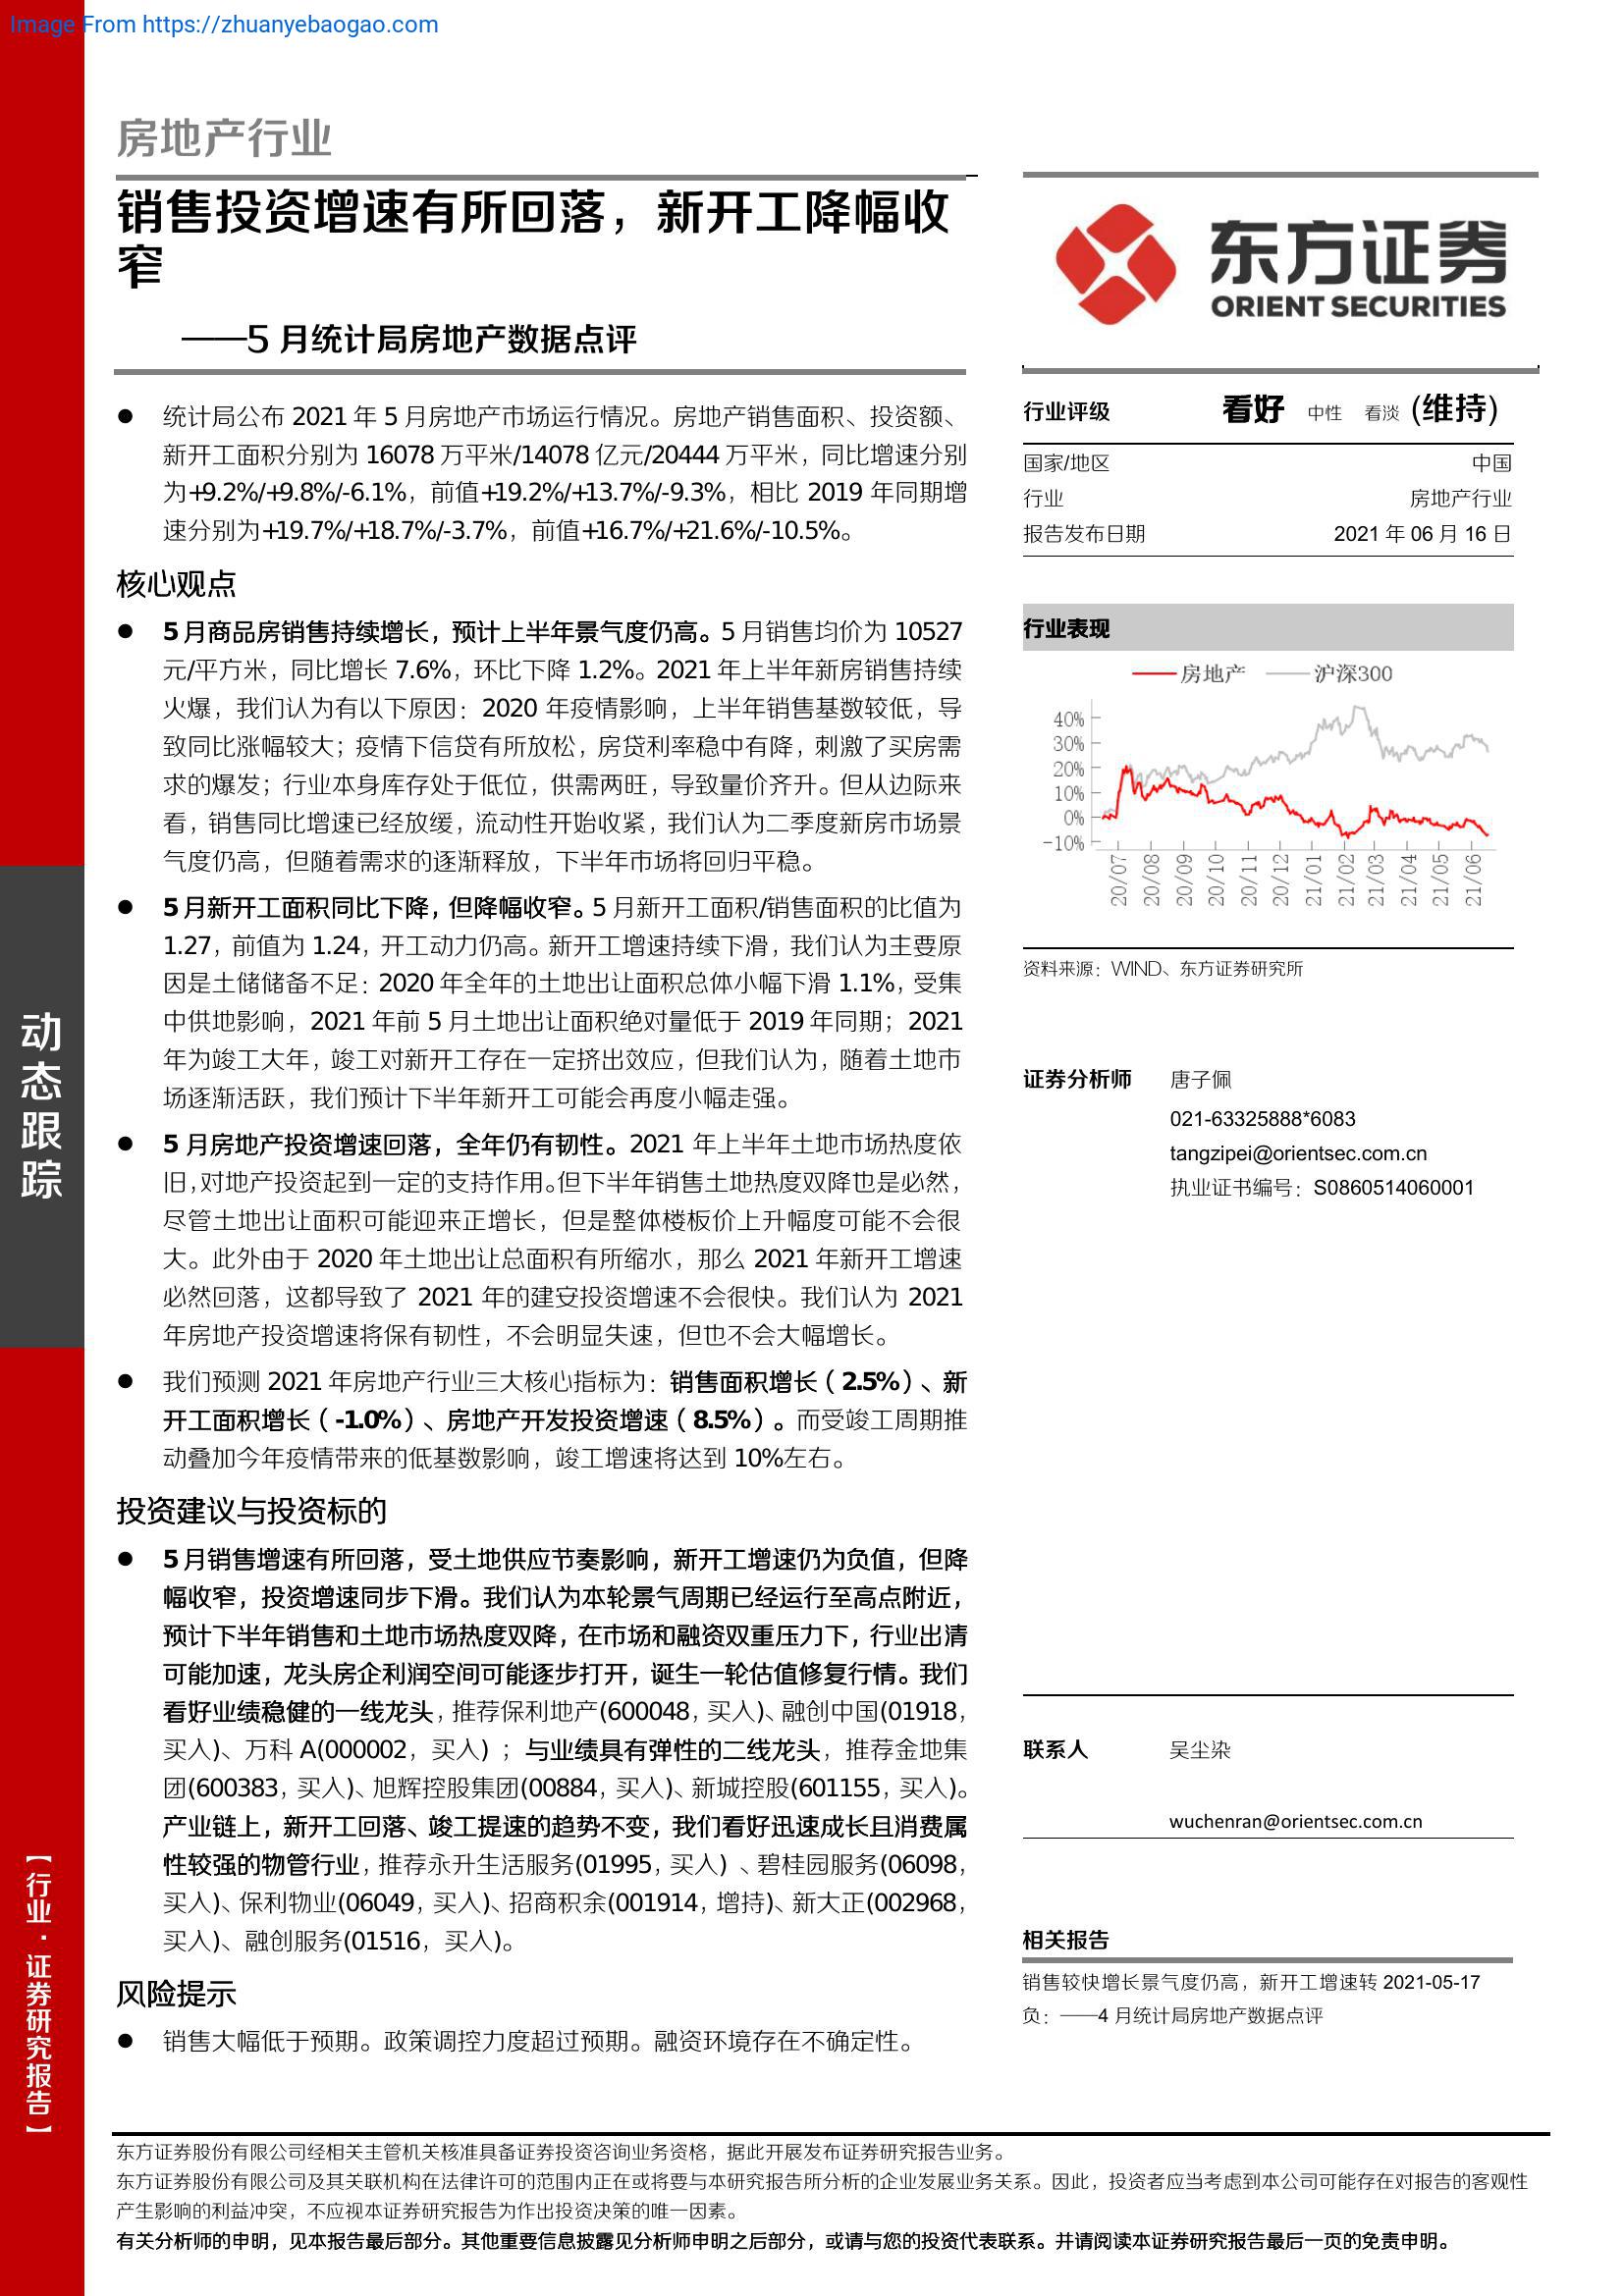 Image From https://zhuanyebaogao.com
房地产行业
销售投资增速有所回落，新开工降幅收
窄
——5 月统计局房地产数据点评
● 统计局公布 2021 年 5 月房地产市场运行情况。房地产销售面积、投资额、
新开工面积分别为 16078 万平米/14078 亿元/20444 万平米，同比增速分别
为+9.2%/+9.8%/-6.1%，前值+19.2%/+13.7%/-9.3%，相比 2019 年同期增
速分别为+19.7%/+18.7%/-3.7%，前值+16.7%/+21.6%/-10.5%。
核心观点
● 5 月商品房销售持续增长，预计上半年景气度仍高。5 月销售均价为 10527
元/平方米，同比增长 7.6%，环比下降 1.2%。2021 年上半年新房销售持续
火爆，我们认为有以下原因：2020 年疫情影响，上半年销售基数较低，导
致同比涨幅较大；疫情下信贷有所放松，房贷利率稳中有降，刺激了买房需
求的爆发；行业本身库存处于低位，供需两旺，导致量价齐升。但从边际来
看，销售同比增速已经放缓，流动性开始收紧，我们认为二季度新房市场景
气度仍高，但随着需求的逐渐释放，下半年市场将回归平稳。
● 5 月新开工面积同比下降，但降幅收窄。5 月新开工面积/销售面积的比值为
1.27，前值为 1.24，开工动力仍高。新开工增速持续下滑，我们认为主要原
因是土储储备不足：2020 年全年的土地出让面积总体小幅下滑 1.1%，受集
中供地影响，2021 年前 5 月土地出让面积绝对量低于 2019 年同期；2021
年为竣工大年，竣工对新开工存在一定挤出效应，但我们认为，随着土地市
场逐渐活跃，我们预计下半年新开工可能会再度小幅走强。
● 5 月房地产投资增速回落，全年仍有韧性。2021 年上半年土地市场热度依
旧，对地产投资起到一定的支持作用。但下半年销售土地热度双降也是必然，
尽管土地出让面积可能迎来正增长，但是整体楼板价上升幅度可能不会很
大。此外由于 2020 年土地出让总面积有所缩水，那么 2021 年新开工增速
必然回落，这都导致了 2021 年的建安投资增速不会很快。我们认为 2021
年房地产投资增速将保有韧性，不会明显失速，但也不会大幅增长。
● 我们预测 2021 年房地产行业三大核心指标为：销售面积增长（2.5%）、新
开工面积增长（-1.0%）、房地产开发投资增速（8.5%）。而受竣工周期推
动叠加今年疫情带来的低基数影响，竣工增速将达到 10%左右。
投资建议与投资标的
● 5 月销售增速有所回落，受土地供应节奏影响，新开工增速仍为负值，但降
幅收窄，投资增速同步下滑。我们认为本轮景气周期已经运行至高点附近，
预计下半年销售和土地市场热度双降，在市场和融资双重压力下，行业出清
可能加速，龙头房企利润空间可能逐步打开，诞生一轮估值修复行情。我们
看好业绩稳健的一线龙头，推荐保利地产(600048，买入)、融创中国(01918，
买入)、万科 A(000002，买入) ；与业绩具有弹性的二线龙头，推荐金地集
团(600383，买入)、旭辉控股集团(00884，买入)、新城控股(601155，买入)。
产业链上，新开工回落、竣工提速的趋势不变，我们看好迅速成长且消费属
性较强的物管行业，推荐永升生活服务(01995，买入) 、碧桂园服务(06098，
买入)、保利物业(06049，买入)、招商积余(001914，增持)、新大正(002968，
买入)、融创服务(01516，买入)。
风险提示
● 销售大幅低于预期。政策调控力度超过预期。融资环境存在不确定性。
东方证券
ORIENT SECURITIES
行业评级 看好 中性 看淡 (维持)
国家/地区 中国
行业 房地产行业
报告发布日期 2021 年 06 月 16 日
行业表现
房地产 沪深300
40%
30%
20%
10%
0%
-10%
20/07 20/08 20/09 20/10 20/11 20/12 21/01 21/02 21/03 21/04 21/05 21/06
资料来源：WIND、东方证券研究所
证券分析师 唐子佩
021-63325888*6083
tangzipei@orientsec.com.cn
执业证书编号：S0860514060001
联系人 吴尘染
wuchenran@orientsec.com.cn
相关报告
销售较快增长景气度仍高，新开工增速转 2021-05-17
负：——4 月统计局房地产数据点评
动态跟踪
【行业·证券研究报告】
东方证券股份有限公司经相关主管机关核准具备证券投资咨询业务资格，据此开展发布证券研究报告业务。
东方证券股份有限公司及其关联机构在法律许可的范围内正在或将要与本研究报告所分析的企业发展业务关系。因此，投资者应当考虑到本公司可能存在对报告的客观性
产生影响的利益冲突，不应视本证券研究报告为作出投资决策的唯一因素。
有关分析师的申明，见本报告最后部分。其他重要信息披露见分析师申明之后部分，或请与您的投资代表联系。并请阅读本证券研究报告最后一页的免责申明。